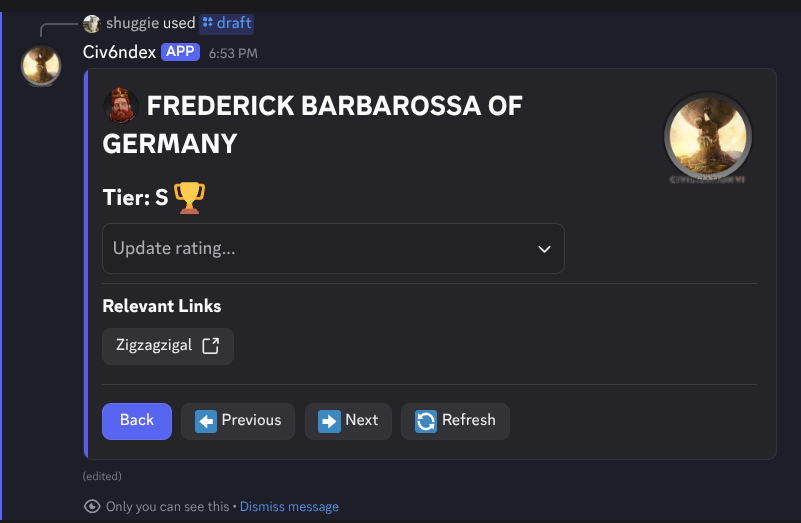 shuggie used draft
Civ6ndex APP 6:53 PM
FREDERICK BARBAROSSA OF
GERMANY
CIVILIZATION VI
Tier: S
Update rating...
Relevant Links
Zigzagzigal
Back Previous Next Refresh
(edited)
Only you can see this • Dismiss message